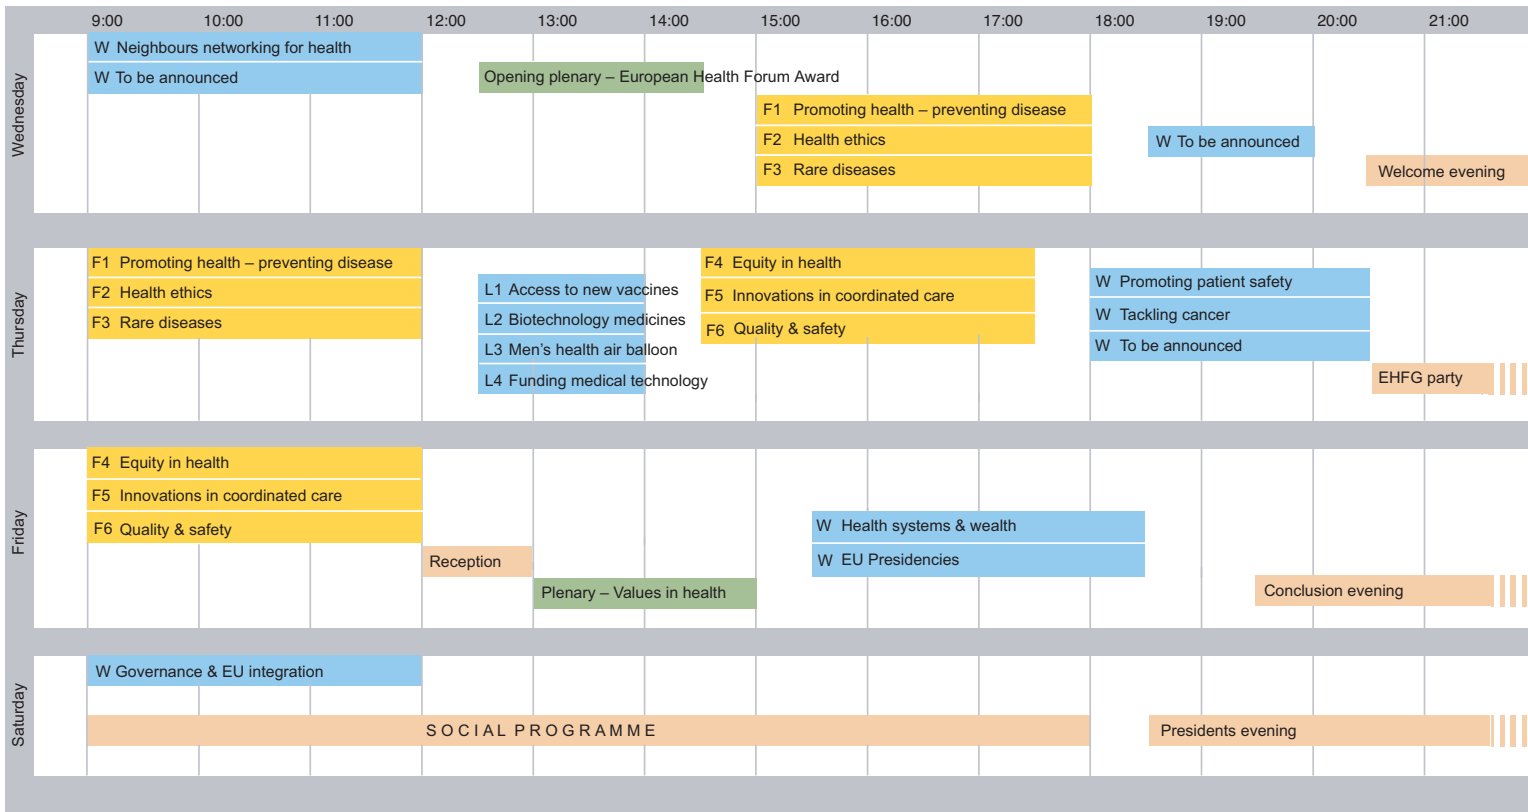 9:00 10:00 11:00 12:00 13:00 14:00 15:00 16:00 17:00 18:00 19:00 20:00 21:00
Wednesday
W Neighbours networking for health
W To be announced
Opening plenary – European Health Forum Award
F1 Promoting health – preventing disease
F2 Health ethics
F3 Rare diseases
W To be announced
Welcome evening
Thursday
F1 Promoting health – preventing disease
F2 Health ethics
F3 Rare diseases
L1 Access to new vaccines
L2 Biotechnology medicines
L3 Men's health air balloon
L4 Funding medical technology
F4 Equity in health
F5 Innovations in coordinated care
F6 Quality & safety
W Promoting patient safety
W Tackling cancer
W To be announced
EHFG party
Friday
F4 Equity in health
F5 Innovations in coordinated care
F6 Quality & safety
Reception
Plenary – Values in health
W Health systems & wealth
W EU Presidencies
Conclusion evening
Saturday
W Governance & EU integration
SOCIAL PROGRAMME
Presidents evening